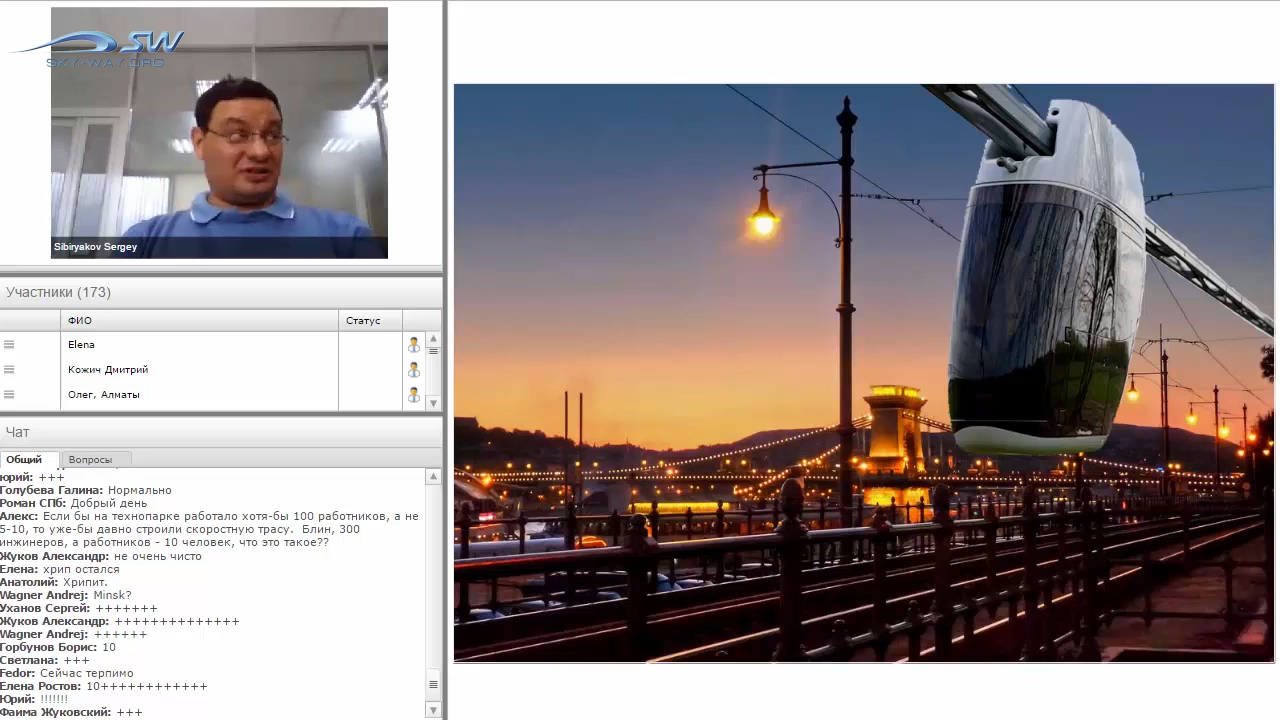 SW
SKY-WAY.ORG
Sibiryakov Sergey
Участники (173)
ФИО
Статус
Elena
Кожич Дмитрий
Олег, Алматы
Чат
Общий
Вопросы
юрий: +++
Голубева Галина: Нормально
Роман СПб: Добрый день
Алекс: Если бы на технопарке работало хотя-бы 100 работников, а не
5-10, то уже-бы давно строили скоростную трасу. Блин, 300
инжинеров, а работников - 10 человек, что это такое??
Жуков Александр: не очень чисто
Елена: хрип остался
Анатолий: Хрипит.
Wagner Andrej: Minsk?
Уханов Сергей: +++++++
Жуков Александр: ++++++++++++++
Wagner Andrej: ++++++
Горбунов Борис: 10
Светлана: +++
Fedor: Сейчас терпимо
Елена Ростов: 10++++++++++++
Юрий: !!!!!!!
Фаима Жуковский: +++